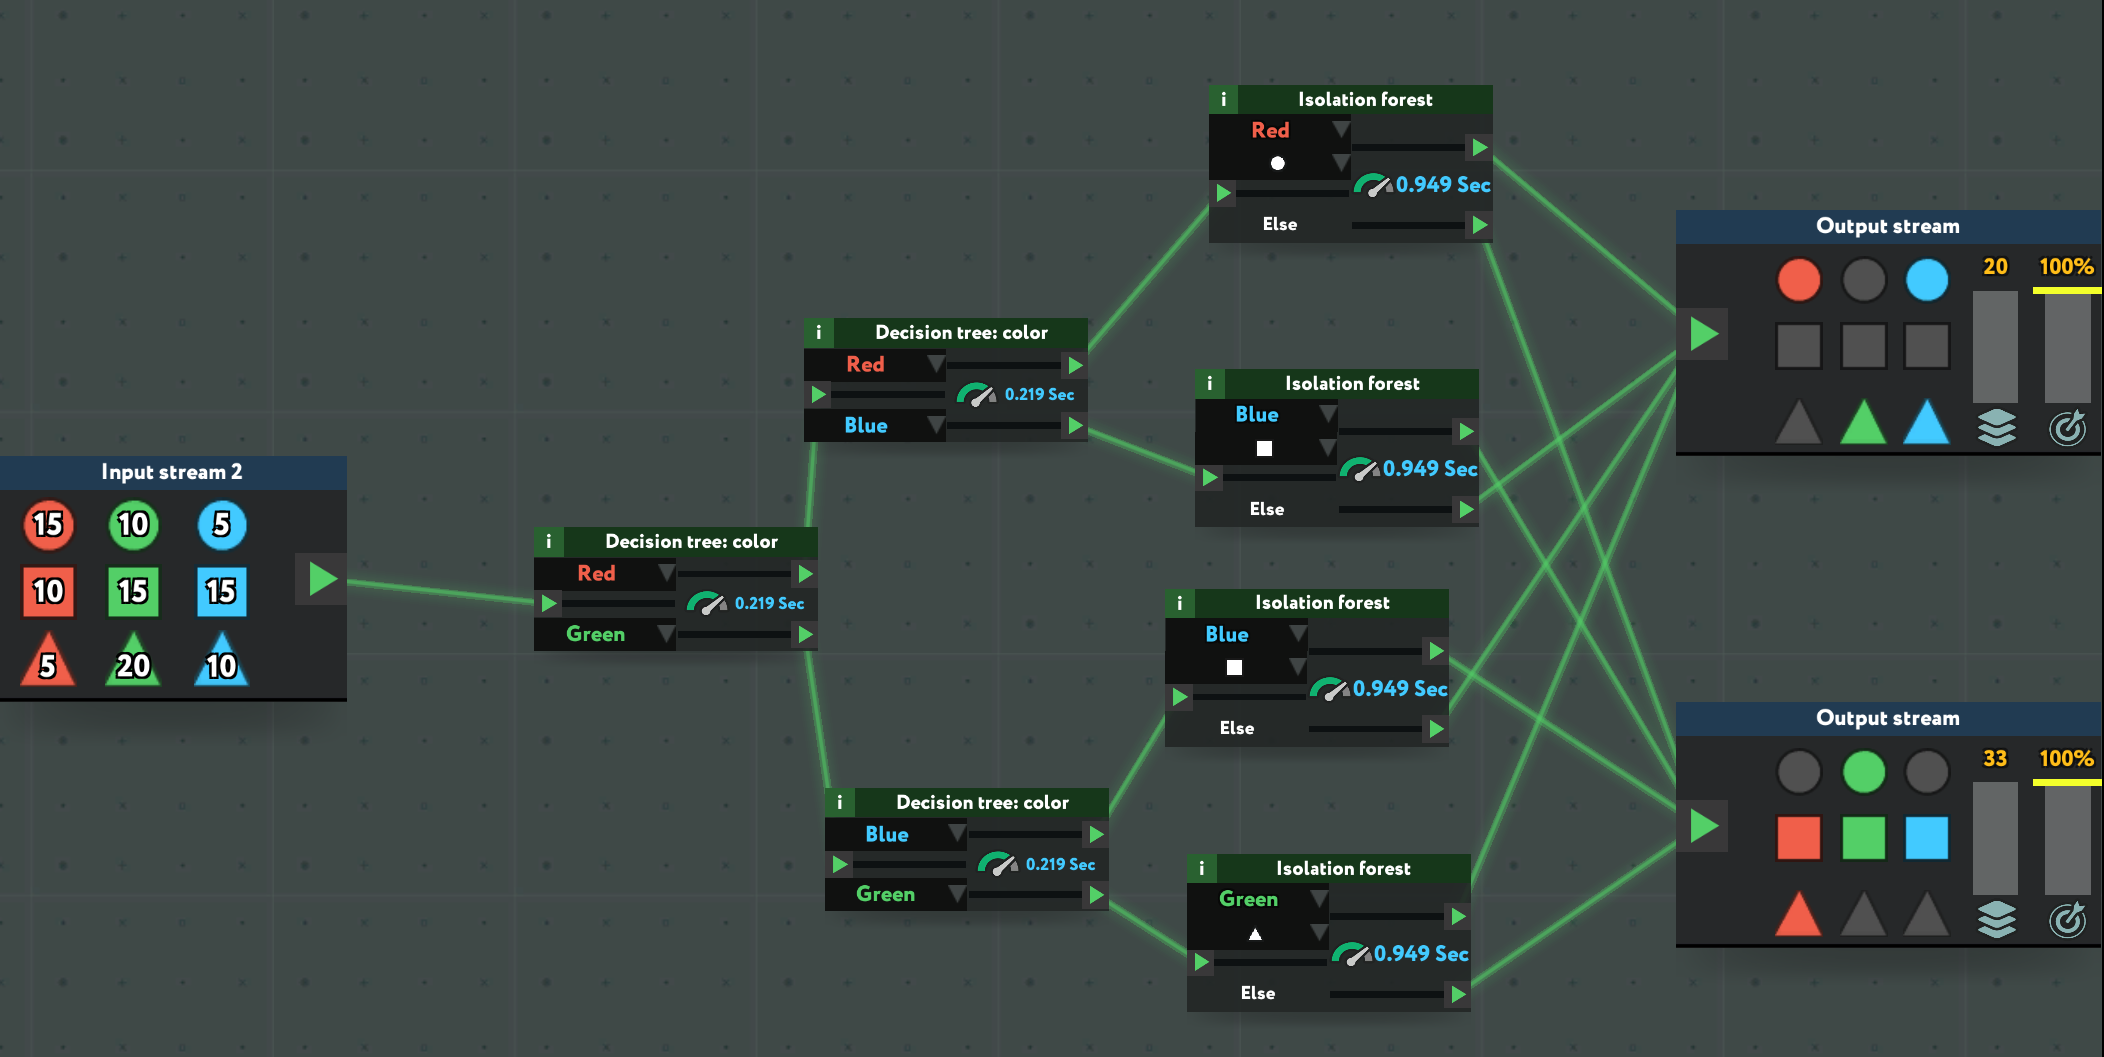 Input stream 2
15 10 5
10 15 15
5 20 10
i Decision tree: color
Red
0.219 Sec
Green
i Decision tree: color
Red
0.219 Sec
Blue
i Decision tree: color
Blue
0.219 Sec
Green
i Isolation forest
Red
0.949 Sec
Else
i Isolation forest
Blue
0.949 Sec
Else
i Isolation forest
Blue
0.949 Sec
Else
i Isolation forest
Green
0.949 Sec
Else
Output stream
20 100%
Output stream
33 100%